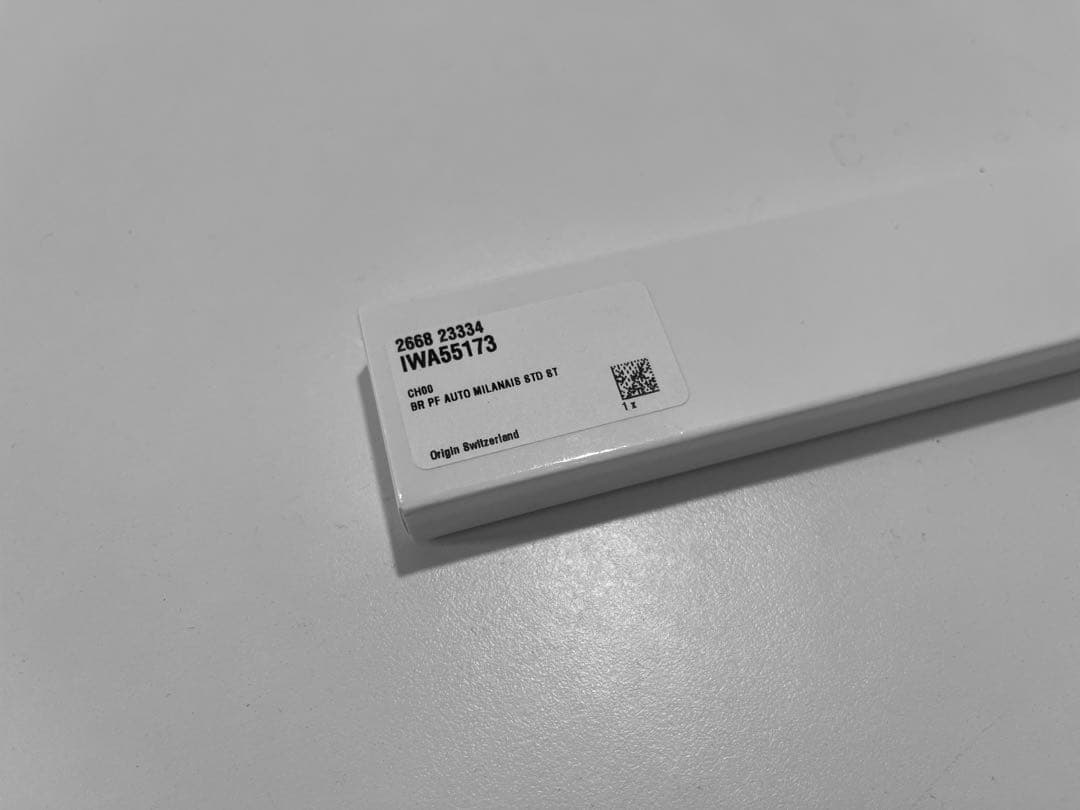 2668 23334
IWA55173
CH00
BR PF AUTO MILANAIS STD ST
1 x
Origin Switzerland